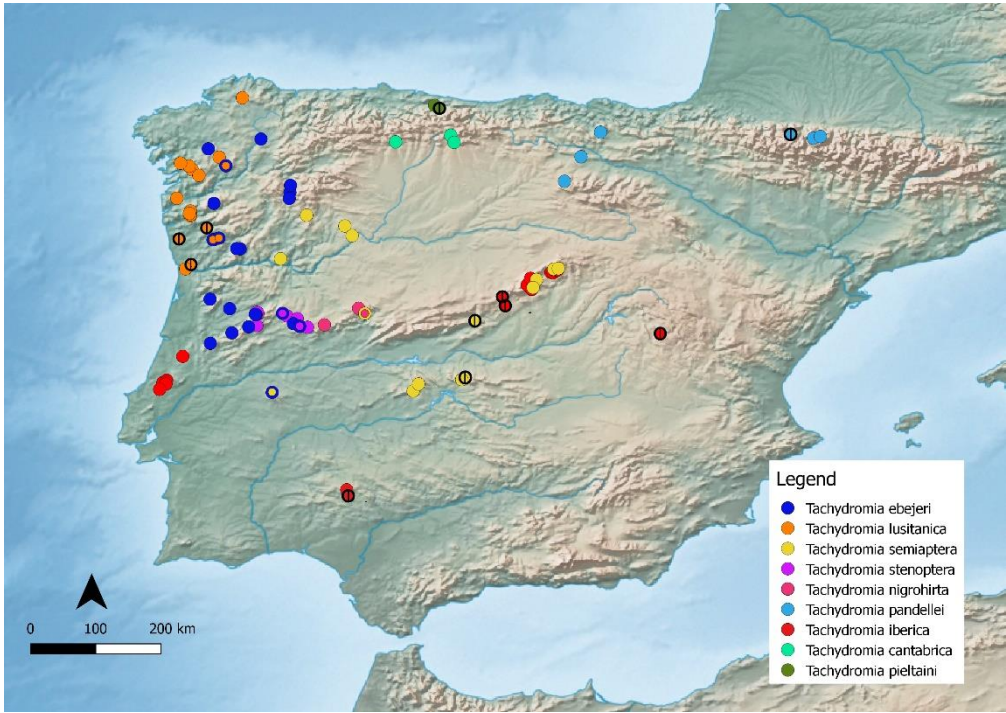 Legend
Tachydromia ebejeri
Tachydromia lusitanica
Tachydromia semiaptera
Tachydromia stenoptera
Tachydromia nigrohirta
Tachydromia pandellei
Tachydromia iberica
Tachydromia cantabrica
Tachydromia pieltaini
0 100 200 km